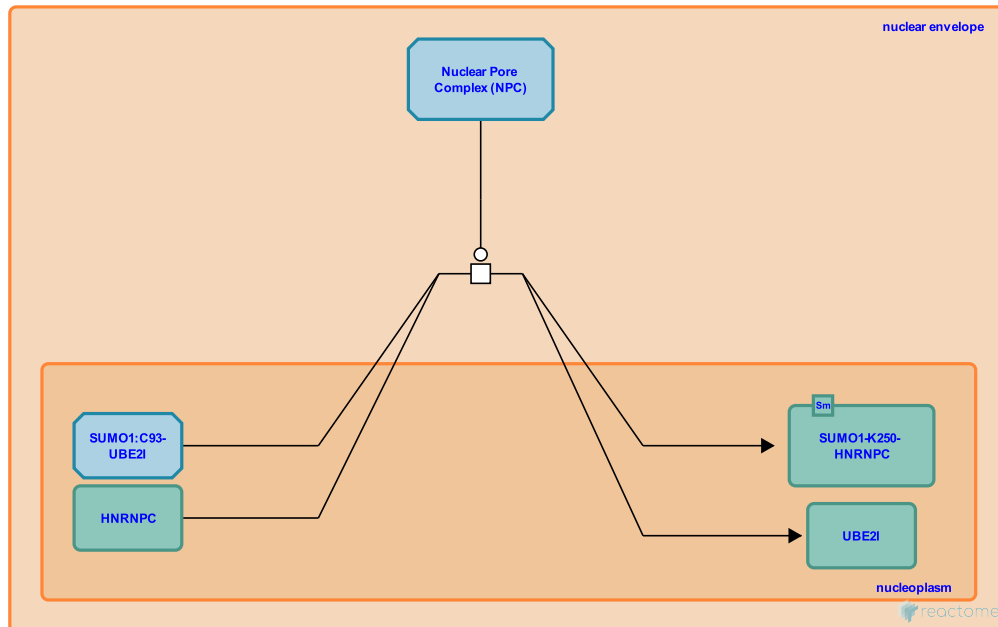 nuclear envelope
Nuclear Pore
Complex (NPC)
SUMO1:C93-
UBE2I
HNRNPC
Sm
SUMO1-K250-
HNRNPC
UBE2I
nucleoplasm
reactome